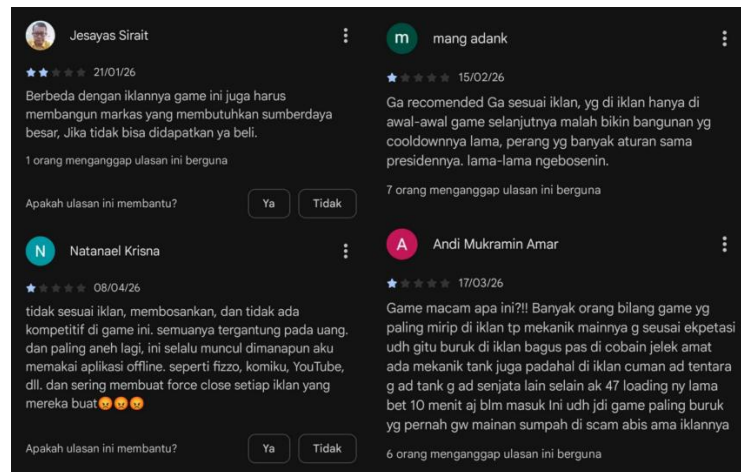 Jesayas Sirait
21/01/26
Berbeda dengan iklannya game ini juga harus
membangun markas yang membutuhkan sumberdaya
besar, Jika tidak bisa didapatkan ya beli.
1 orang menganggap ulasan ini berguna
Apakah ulasan ini membantu?
Ya
Tidak
N
Natanael Krisna
08/04/26
tidak sesuai iklan, membosankan, dan tidak ada
kompetitif di game ini. semuanya tergantung pada uang.
dan paling aneh lagi, ini selalu muncul dimanapun aku
memakai aplikasi offline. seperti fizzo, komiku, YouTube,
dll. dan sering membuat force close setiap iklan yang
mereka buat😡😡😡
Apakah ulasan ini membantu?
Ya
Tidak
m
mang adank
15/02/26
Ga recomended Ga sesuai iklan, yg di iklan hanya di
awal-awal game selanjutnya malah bikin bangunan yg
cooldownnya lama, perang yg banyak aturan sama
presidennya. lama-lama ngebosenin.
7 orang menganggap ulasan ini berguna
A
Andi Mukramin Amar
17/03/26
Game macam apa ini?!! Banyak orang bilang game yg
paling mirip di iklan tp mekanik mainnya g seusai ekpetasi
udh gitu buruk di iklan bagus pas di cobain jelek amat
ada mekanik tank juga padahal di iklan cuman ad tentara
g ad tank g ad senjata lain selain ak 47 loading ny lama
bet 10 menit aj blm masuk Ini udh jdi game paling buruk
yg pernah gw mainan sumpah di scam abis ama iklannya
6 orang menganggap ulasan ini berguna